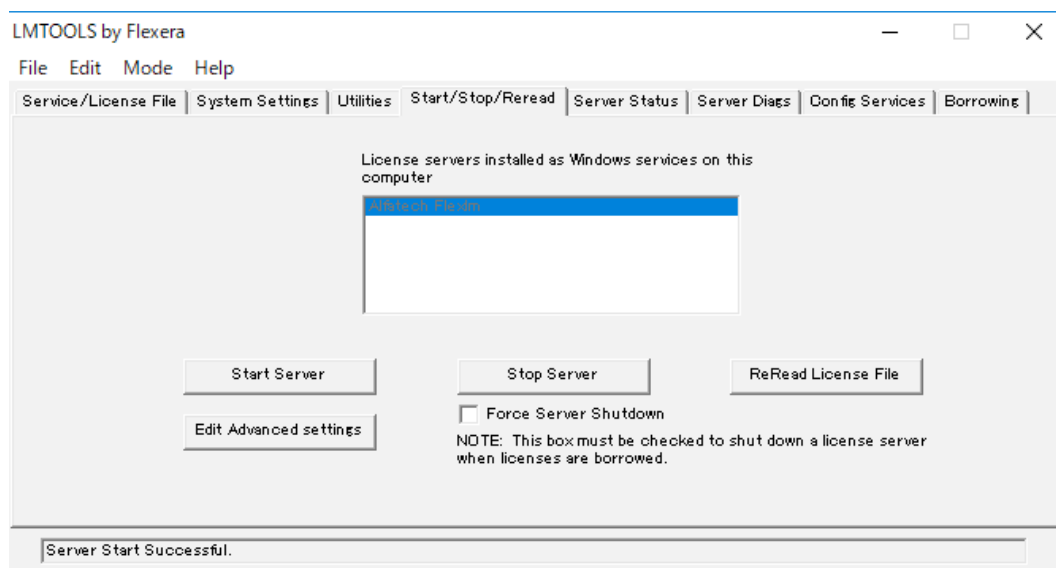 LMTOOLS by Flexera
File Edit Mode Help
Service/License File System Settings Utilities Start/Stop/Reread Server Status Server Diags Config Services Borrowing
License servers installed as Windows services on this
computer
Alfatech Flexlm
Start Server Stop Server ReRead License File
Edit Advanced settings
Force Server Shutdown
NOTE: This box must be checked to shut down a license server
when licenses are borrowed.
Server Start Successful.